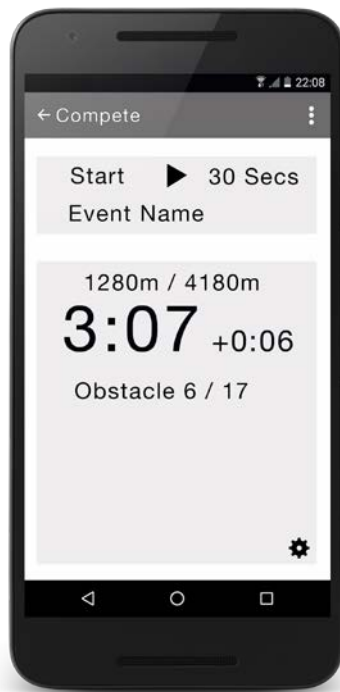 22:08
Compete
Start 30 Secs
Event Name
1280m / 4180m
3:07 +0:06
Obstacle 6 / 17